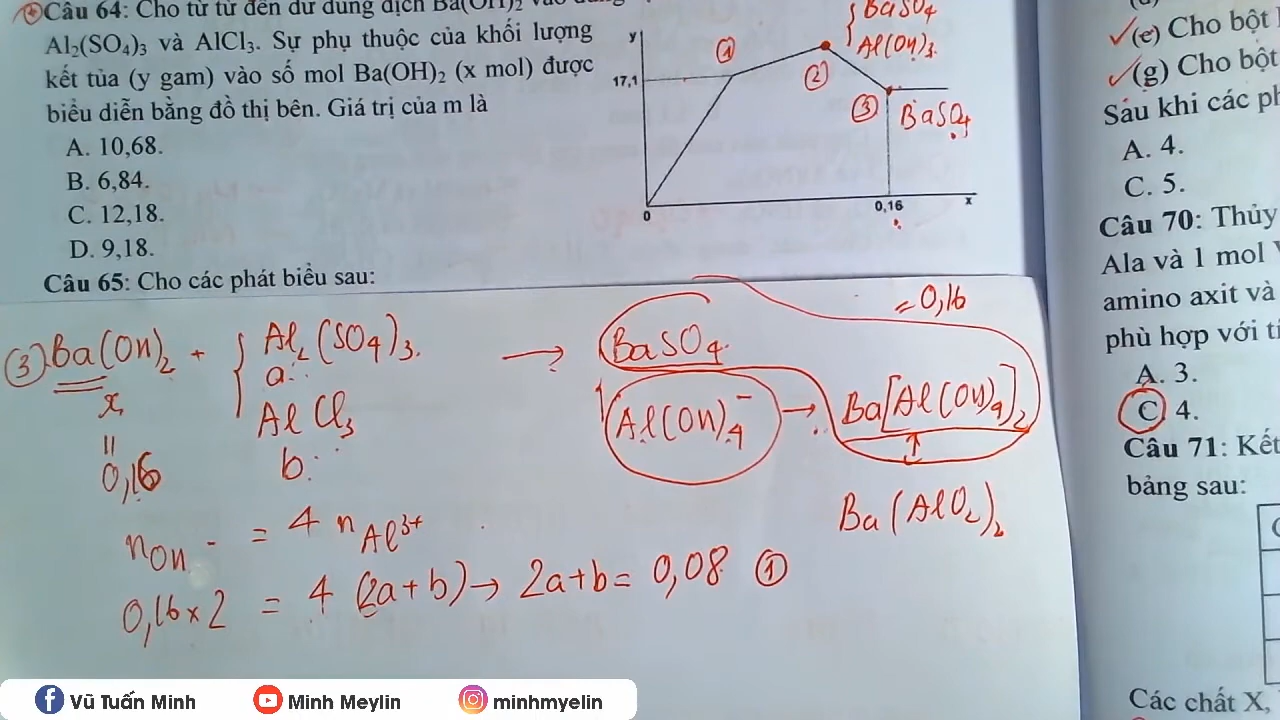 Câu 64: Cho từ từ đến dư dung dịch Ba(OH)₂ vào dung
Al₂(SO₄)₃ và AlCl₃. Sự phụ thuộc của khối lượng
kết tủa (y gam) vào số mol Ba(OH)₂ (x mol) được
biểu diễn bằng đồ thị bên. Giá trị của m là
A. 10,68.
B. 6,84.
C. 12,18.
D. 9,18.
Câu 65: Cho các phát biểu sau:
y
17,1
0
0,16
x
①
②
③
BaSO4
Al(OH)3.
BaSO4
③ Ba(OH)2 + Al2(SO4)3. → BaSO4
x
a
AlCl3
b
= 0,16
Al(OH)4⁻ → Ba[Al(OH)4]2
Ba(AlO2)2
0,16
nOH⁻ = 4 nAl3+
0,16 x 2 = 4 (2a+b) → 2a+b = 0,08 ①
✓(e) Cho bột
✓(g) Cho bột
Sau khi các
A. 4.
C. 5.
Câu 70: Thủy
Ala và 1 mol
amino axit và
phù hợp với
A. 3.
C. 4.
Câu 71: Kết
bảng sau:
Các chất X,
Vũ Tuấn Minh
Minh Meylin
minhmyelin